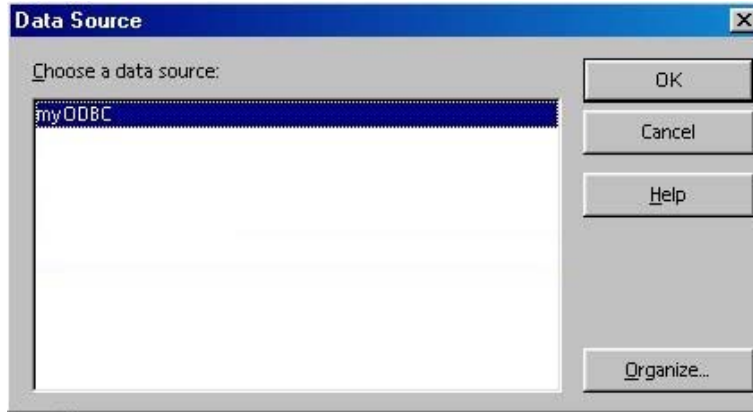 Data Source
Choose a data source:
myODBC
OK
Cancel
Help
Organize...